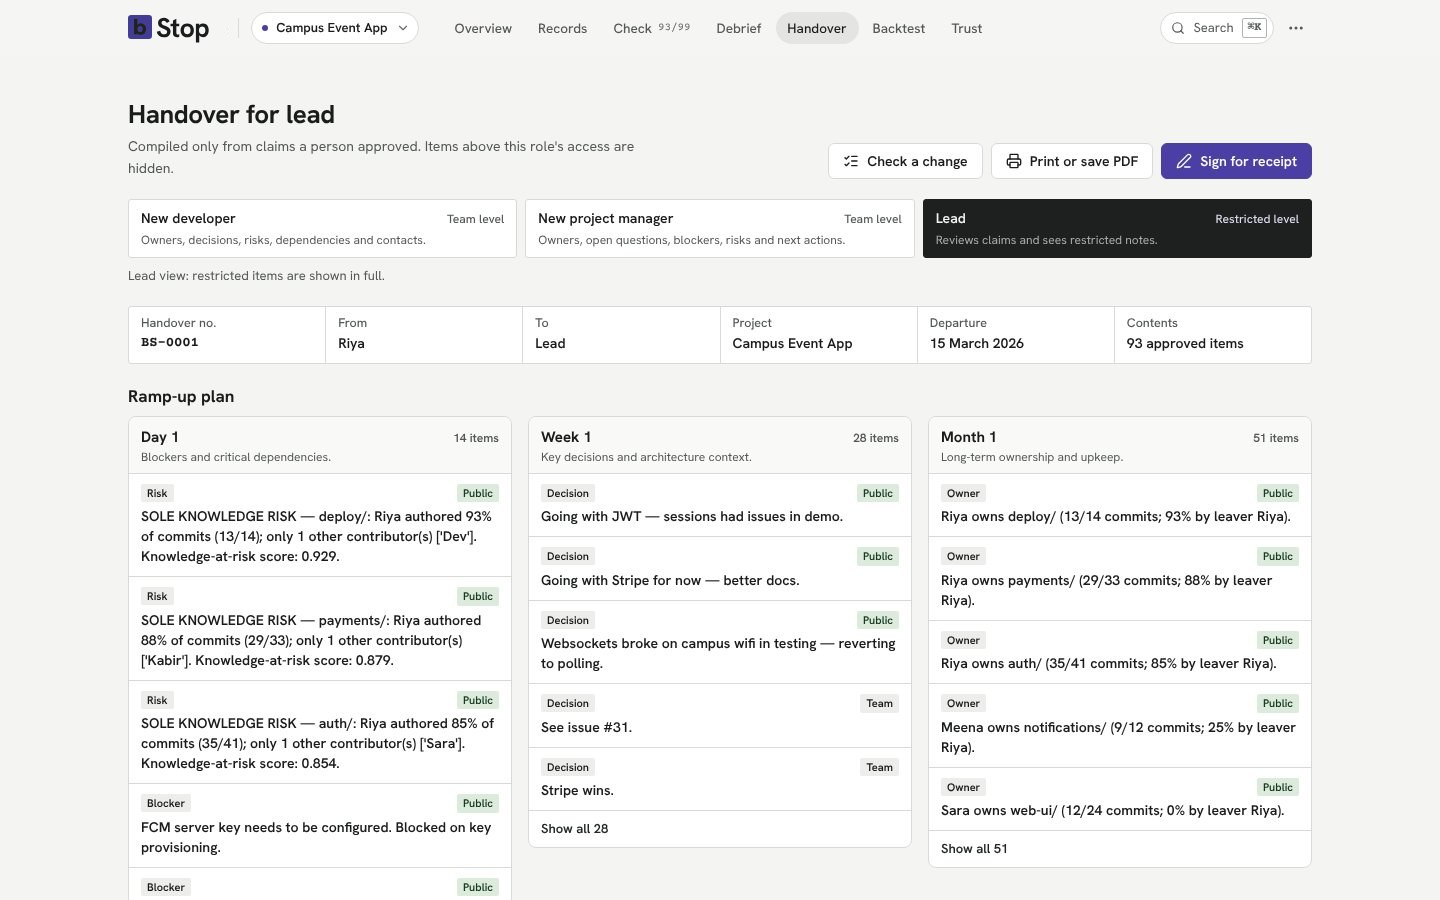 b Stop
Campus Event App
Overview
Records
Check 93/99
Debrief
Handover
Backtest
Trust
Search ⌘K
Handover for lead
Compiled only from claims a person approved. Items above this role's access are
hidden.
Check a change
Print or save PDF
Sign for receipt
New developer
Team level
Owners, decisions, risks, dependencies and contacts.
New project manager
Team level
Owners, open questions, blockers, risks and next actions.
Lead
Restricted level
Reviews claims and sees restricted notes.
Lead view: restricted items are shown in full.
Handover no.
BS-0001
From
Riya
To
Lead
Project
Campus Event App
Departure
15 March 2026
Contents
93 approved items
Ramp-up plan
Day 1
14 items
Blockers and critical dependencies.
Risk
Public
SOLE KNOWLEDGE RISK — deploy/: Riya authored 93%
of commits (13/14); only 1 other contributor(s) ['Dev'].
Knowledge-at-risk score: 0.929.
Risk
Public
SOLE KNOWLEDGE RISK — payments/: Riya authored
88% of commits (29/33); only 1 other contributor(s)
['Kabir']. Knowledge-at-risk score: 0.879.
Risk
Public
SOLE KNOWLEDGE RISK — auth/: Riya authored 85% of
commits (35/41); only 1 other contributor(s) ['Sara'].
Knowledge-at-risk score: 0.854.
Blocker
Public
FCM server key needs to be configured. Blocked on key
provisioning.
Blocker
Public
Week 1
28 items
Key decisions and architecture context.
Decision
Public
Going with JWT — sessions had issues in demo.
Decision
Public
Going with Stripe for now — better docs.
Decision
Public
Websockets broke on campus wifi in testing — reverting
to polling.
Decision
Team
See issue #31.
Decision
Team
Stripe wins.
Show all 28
Month 1
51 items
Long-term ownership and upkeep.
Owner
Public
Riya owns deploy/ (13/14 commits; 93% by leaver Riya).
Owner
Public
Riya owns payments/ (29/33 commits; 88% by leaver
Riya).
Owner
Public
Riya owns auth/ (35/41 commits; 85% by leaver Riya).
Owner
Public
Meena owns notifications/ (9/12 commits; 25% by leaver
Riya).
Owner
Public
Sara owns web-ui/ (12/24 commits; 0% by leaver Riya).
Show all 51